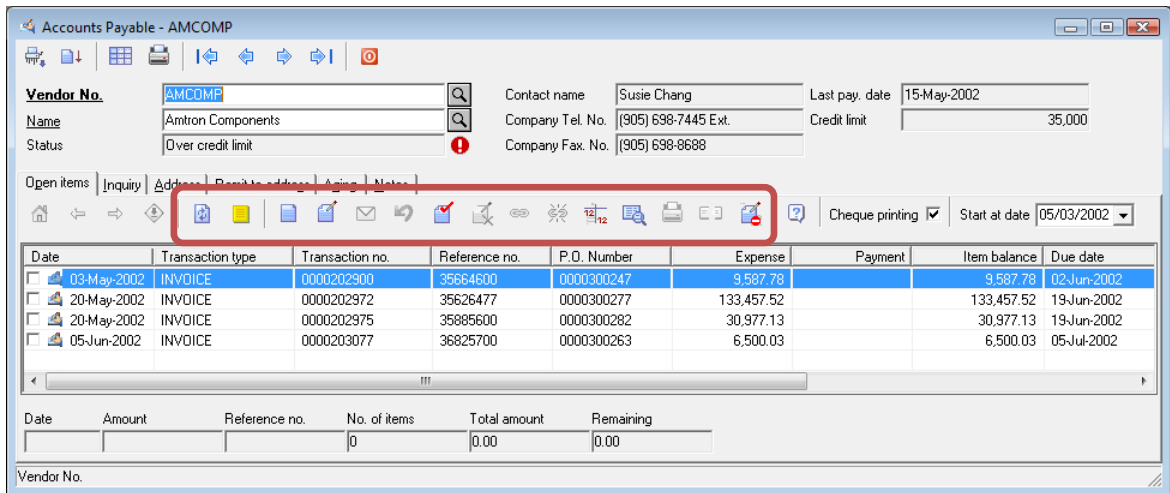 Accounts Payable - AMCOMP
Vendor No. AMCOMP Contact name Susie Chang Last pay. date 15-May-2002
Name Amtron Components Company Tel. No. (905) 698-7445 Ext. Credit limit 35,000
Status Over credit limit Company Fax. No. (905) 698-8688
Open items Inquiry Address Remit to address Aging Notes
Cheque printing Start at date 05/03/2002
Date Transaction type Transaction no. Reference no. P.O. Number Expense Payment Item balance Due date
03-May-2002 INVOICE 0000202900 35664600 0000300247 9,587.78 9,587.78 02-Jun-2002
20-May-2002 INVOICE 0000202972 35626477 0000300277 133,457.52 133,457.52 19-Jun-2002
20-May-2002 INVOICE 0000202975 35885600 0000300282 30,977.13 30,977.13 19-Jun-2002
05-Jun-2002 INVOICE 0000203077 36825700 0000300263 6,500.03 6,500.03 05-Jul-2002
Date Amount Reference no. No. of items Total amount Remaining
0 0.00 0.00
Vendor No.